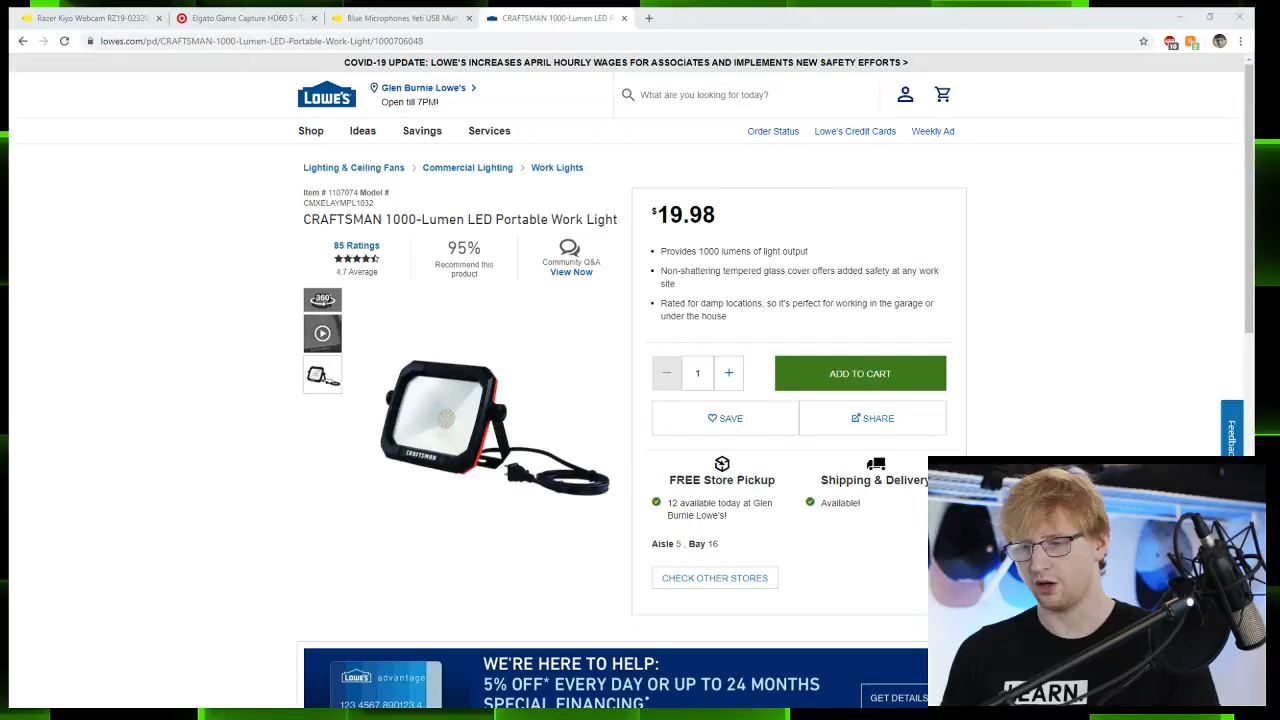 Razer Kiyo Webcam RZ19-02320
Elgato Game Capture HD60 S : Ta
Blue Microphones Yeti USB Mult
CRAFTSMAN 1000-Lumen LED P
lowes.com/pd/CRAFTSMAN-1000-Lumen-LED-Portable-Work-Light/1000706048
COVID-19 UPDATE: LOWE'S INCREASES APRIL HOURLY WAGES FOR ASSOCIATES AND IMPLEMENTS NEW SAFETY EFFORTS >
LOWE'S
Glen Burnie Lowe's >
Open till 7PM!
What are you looking for today?
Shop Ideas Savings Services
Order Status Lowe's Credit Cards Weekly Ad
Lighting & Ceiling Fans > Commercial Lighting > Work Lights
Item # 1107074 Model #
CMXELAYMPL1032
CRAFTSMAN 1000-Lumen LED Portable Work Light
85 Ratings
4.7 Average
95%
Recommend this
product
Community Q&A
View Now
360°
CRAFTSMAN
$19.98
Provides 1000 lumens of light output
Non-shattering tempered glass cover offers added safety at any work
site
Rated for damp locations, so it's perfect for working in the garage or
under the house
1
ADD TO CART
SAVE
SHARE
FREE Store Pickup
12 available today at Glen
Burnie Lowe's!
Shipping & Delivery
Available!
Aisle 5 , Bay 16
CHECK OTHER STORES
Feedbac
WE'RE HERE TO HELP:
5% OFF* EVERY DAY OR UP TO 24 MONTHS
SPECIAL FINANCING.*
LOWE'S advantage
12345 67890123 4
GET DETAILS
LEARN.